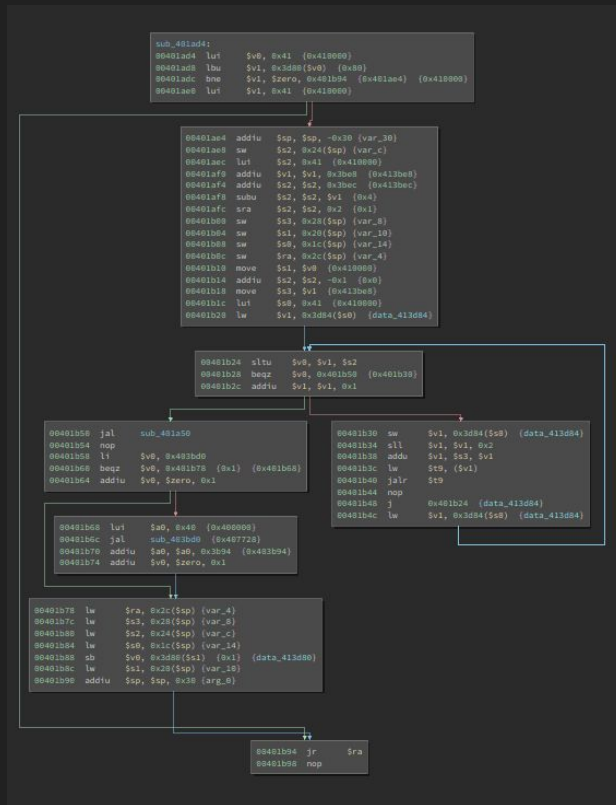 sub_401ad4:
00401ad4 lui $v0, 0x41 {0x410000}
00401ad8 lbu $v1, 0x3d80($v0) {0x80}
00401adc bne $v1, $zero, 0x401b94 {0x401ae4} {0x410000}
00401ae0 lui $v1, 0x41 {0x410000}
00401ae4 addiu $sp, $sp, -0x30 {var_30}
00401ae8 sw $s2, 0x24($sp) {var_c}
00401aec lui $s2, 0x41 {0x410000}
00401af0 addiu $v1, $v1, 0x3be8 {0x413be8}
00401af4 addiu $s2, $s2, 0x3bec {0x413bec}
00401af8 subu $s2, $s2, $v1 {0x4}
00401afc sra $s2, $s2, 0x2 {0x1}
00401b00 sw $s3, 0x28($sp) {var_8}
00401b04 sw $s1, 0x20($sp) {var_10}
00401b08 sw $s0, 0x1c($sp) {var_14}
00401b0c sw $ra, 0x2c($sp) {var_4}
00401b10 move $s1, $v0 {0x410000}
00401b14 addiu $s2, $s2, -0x1 {0x0}
00401b18 move $s3, $v1 {0x413be8}
00401b1c lui $s0, 0x41 {0x410000}
00401b20 lw $v1, 0x3d84($s0) {data_413d84}
00401b24 sltu $v0, $v1, $s2
00401b28 beqz $v0, 0x401b50 {0x401b30}
00401b2c addiu $v1, $v1, 0x1
00401b50 jal sub_401a50
00401b54 nop
00401b58 li $v0, 0x403bd0
00401b60 beqz $v0, 0x401b78 {0x1} {0x401b68}
00401b64 addiu $v0, $zero, 0x1
00401b30 sw $v1, 0x3d84($s0) {data_413d84}
00401b34 sll $v1, $v1, 0x2
00401b38 addu $v1, $s3, $v1
00401b3c lw $t9, ($v1)
00401b40 jalr $t9
00401b44 nop
00401b48 j 0x401b24 {data_413d84}
00401b4c lw $v1, 0x3d84($s0) {data_413d84}
00401b68 lui $a0, 0x40 {0x400000}
00401b6c jal sub_403bd0 {0x407728}
00401b70 addiu $a0, $a0, 0x3b94 {0x403b94}
00401b74 addiu $v0, $zero, 0x1
00401b78 lw $ra, 0x2c($sp) {var_4}
00401b7c lw $s3, 0x28($sp) {var_8}
00401b80 lw $s2, 0x24($sp) {var_c}
00401b84 lw $s0, 0x1c($sp) {var_14}
00401b88 sb $v0, 0x3d80($s1) {0x1} {data_413d80}
00401b8c lw $s1, 0x20($sp) {var_10}
00401b90 addiu $sp, $sp, 0x30 {arg_0}
00401b94 jr $ra
00401b98 nop